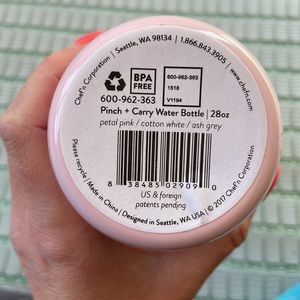 Chef'n Corporation | Seattle, WA 98134 | 1.866.843.3905 | www.chefn.com
BPA
FREE
600-962-363
1518
V1194
600-962-363
Pinch + Carry Water Bottle | 28oz
petal pink / cotton white / ash grey
8 38485 02909 0
US & foreign
patents pending
Please recycle | Made in China | Designed in Seattle, WA USA | © 2017 Chef'n Corporation